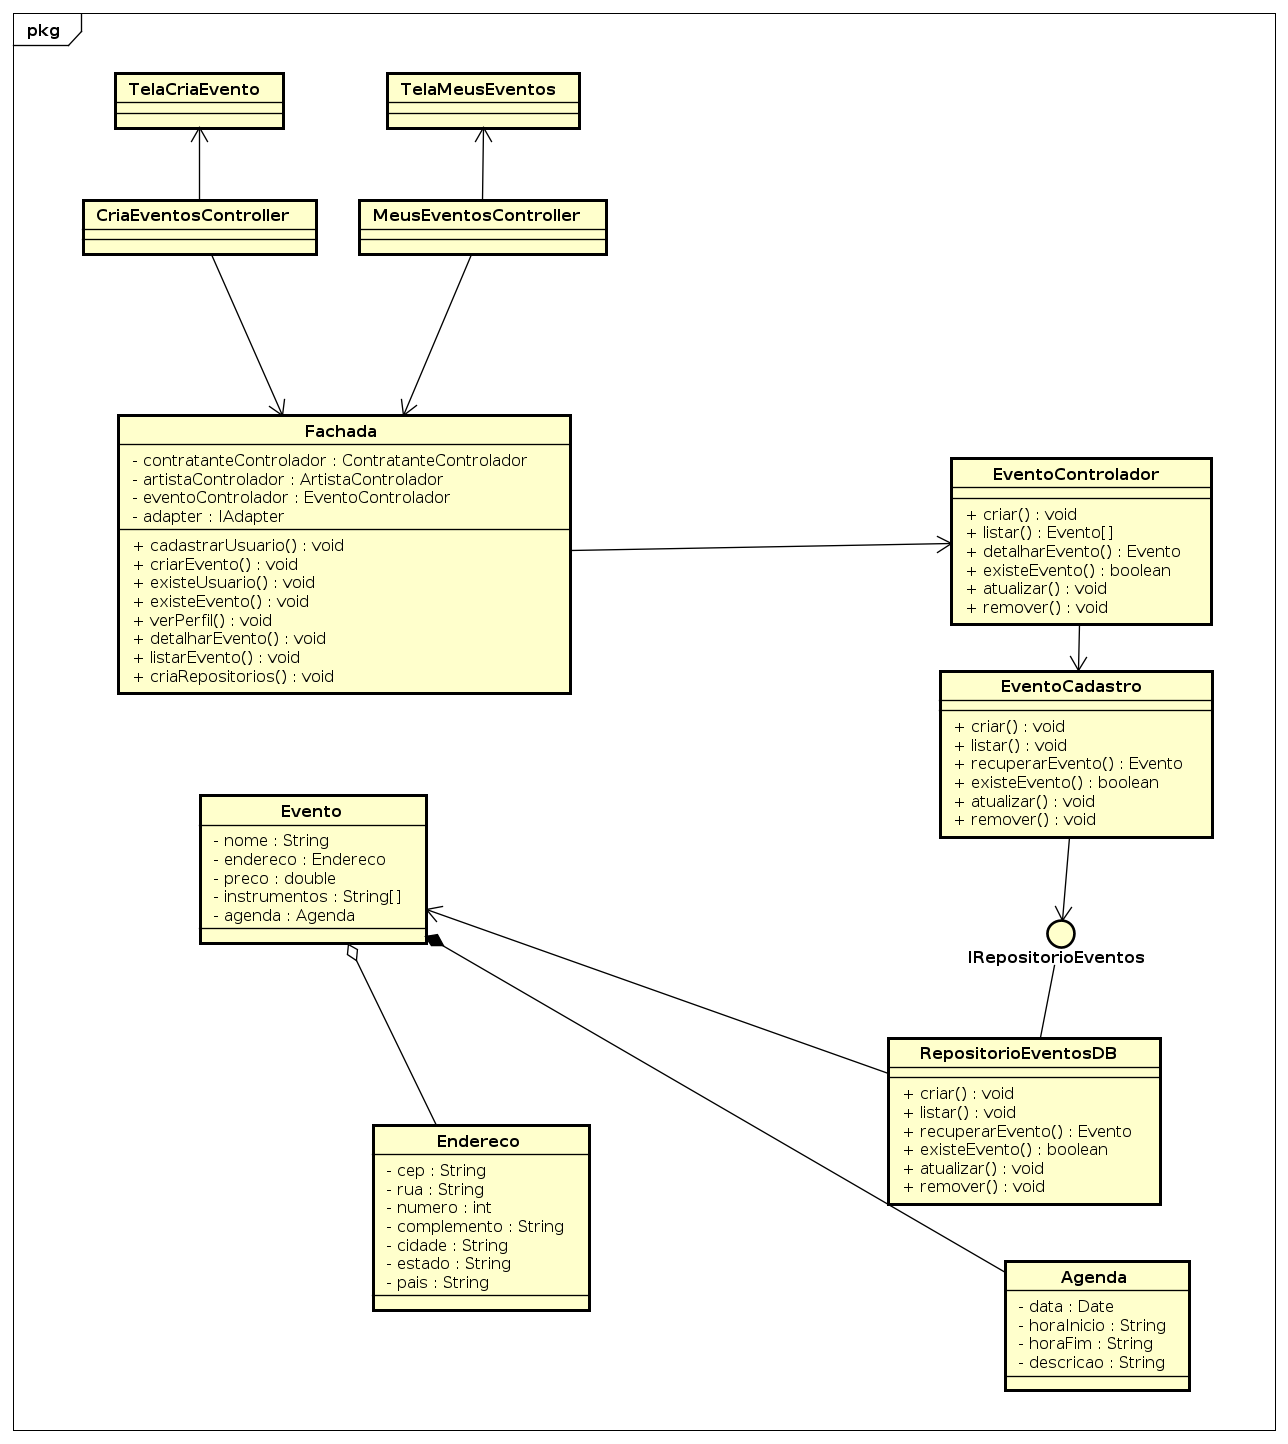 pkg
TelaCriaEvento
TelaMeusEventos
CriaEventosController
MeusEventosController
Fachada
- contratanteControlador : ContratanteControlador
- artistaControlador : ArtistaControlador
- eventoControlador : EventoControlador
- adapter : IAdapter
+ cadastrarUsuario() : void
+ criarEvento() : void
+ existeUsuario() : void
+ existeEvento() : void
+ verPerfil() : void
+ detalharEvento() : void
+ listarEvento() : void
+ criaRepositorios() : void
EventoControlador
+ criar() : void
+ listar() : Evento[]
+ detalharEvento() : Evento
+ existeEvento() : boolean
+ atualizar() : void
+ remover() : void
EventoCadastro
+ criar() : void
+ listar() : void
+ recuperarEvento() : Evento
+ existeEvento() : boolean
+ atualizar() : void
+ remover() : void
Evento
- nome : String
- endereco : Endereco
- preco : double
- instrumentos : String[]
- agenda : Agenda
IRepositorioEventos
RepositorioEventosDB
+ criar() : void
+ listar() : void
+ recuperarEvento() : Evento
+ existeEvento() : boolean
+ atualizar() : void
+ remover() : void
Endereco
- cep : String
- rua : String
- numero : int
- complemento : String
- cidade : String
- estado : String
- pais : String
Agenda
- data : Date
- horaInicio : String
- horaFim : String
- descricao : String